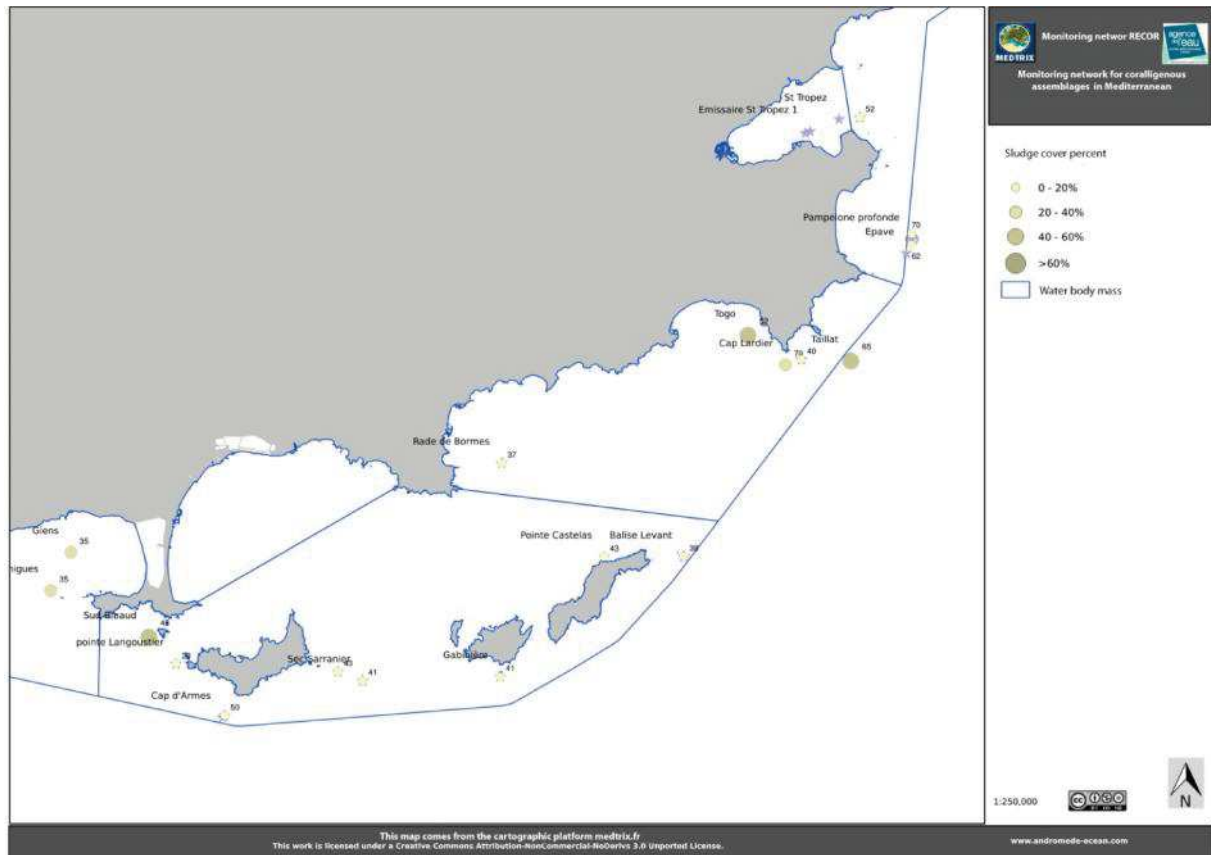 Monitoring networ RECOR
MEDTRIX
agence de l'eau
Monitoring network for coralligenous
assemblages in Mediterranean
Sludge cover percent
0 - 20%
20 - 40%
40 - 60%
>60%
Water body mass
St Tropez
Emissaire St Tropez 1
52
Pampelone profonde
70
Epave
62
Togo
52
Cap Lardier
Taillat
79
40
65
Rade de Bormes
37
Giens
35
Pointe Castelas
Balise Levant
43
39
nigues
35
Sud Ribaud
pointe Langoustier
Sec Sarranier
41
Gabinière
41
Cap d'Armes
50
1:250,000
N
This map comes from the cartographic platform medtrix.fr
This work is licensed under a Creative Commons Attribution-NonCommercial-NoDerivs 3.0 Unported License.
www.andromede-ocean.com